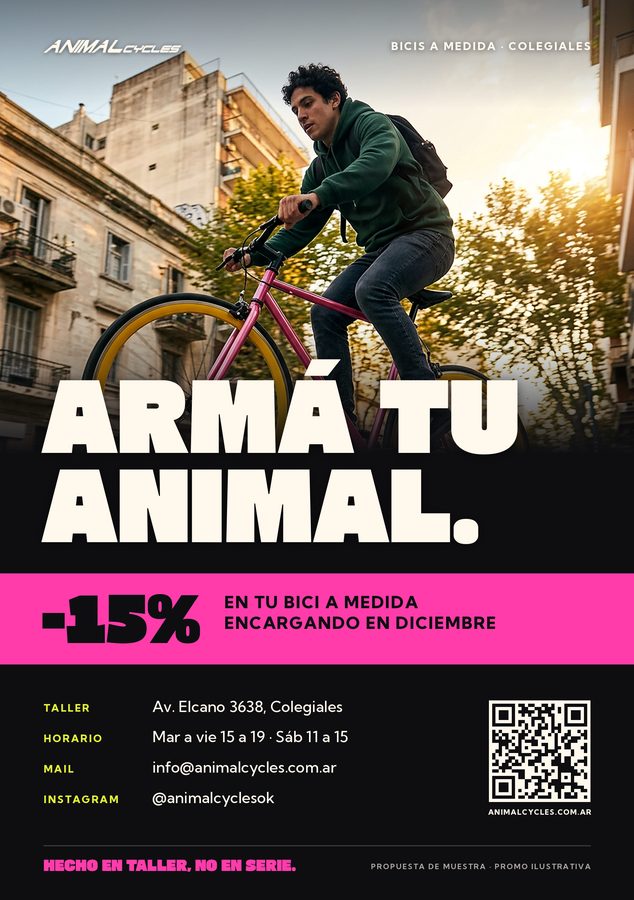 ANIMAL CYCLES
BICIS A MEDIDA · COLEGIALES
ARMÁ TU
ANIMAL.
-15%
EN TU BICI A MEDIDA
ENCARGANDO EN DICIEMBRE
TALLER Av. Elcano 3638, Colegiales
HORARIO Mar a vie 15 a 19 · Sáb 11 a 15
MAIL info@animalcycles.com.ar
INSTAGRAM @animalcyclesok
ANIMALCYCLES.COM.AR
HECHO EN TALLER, NO EN SERIE.
PROPUESTA DE MUESTRA · PROMO ILUSTRATIVA